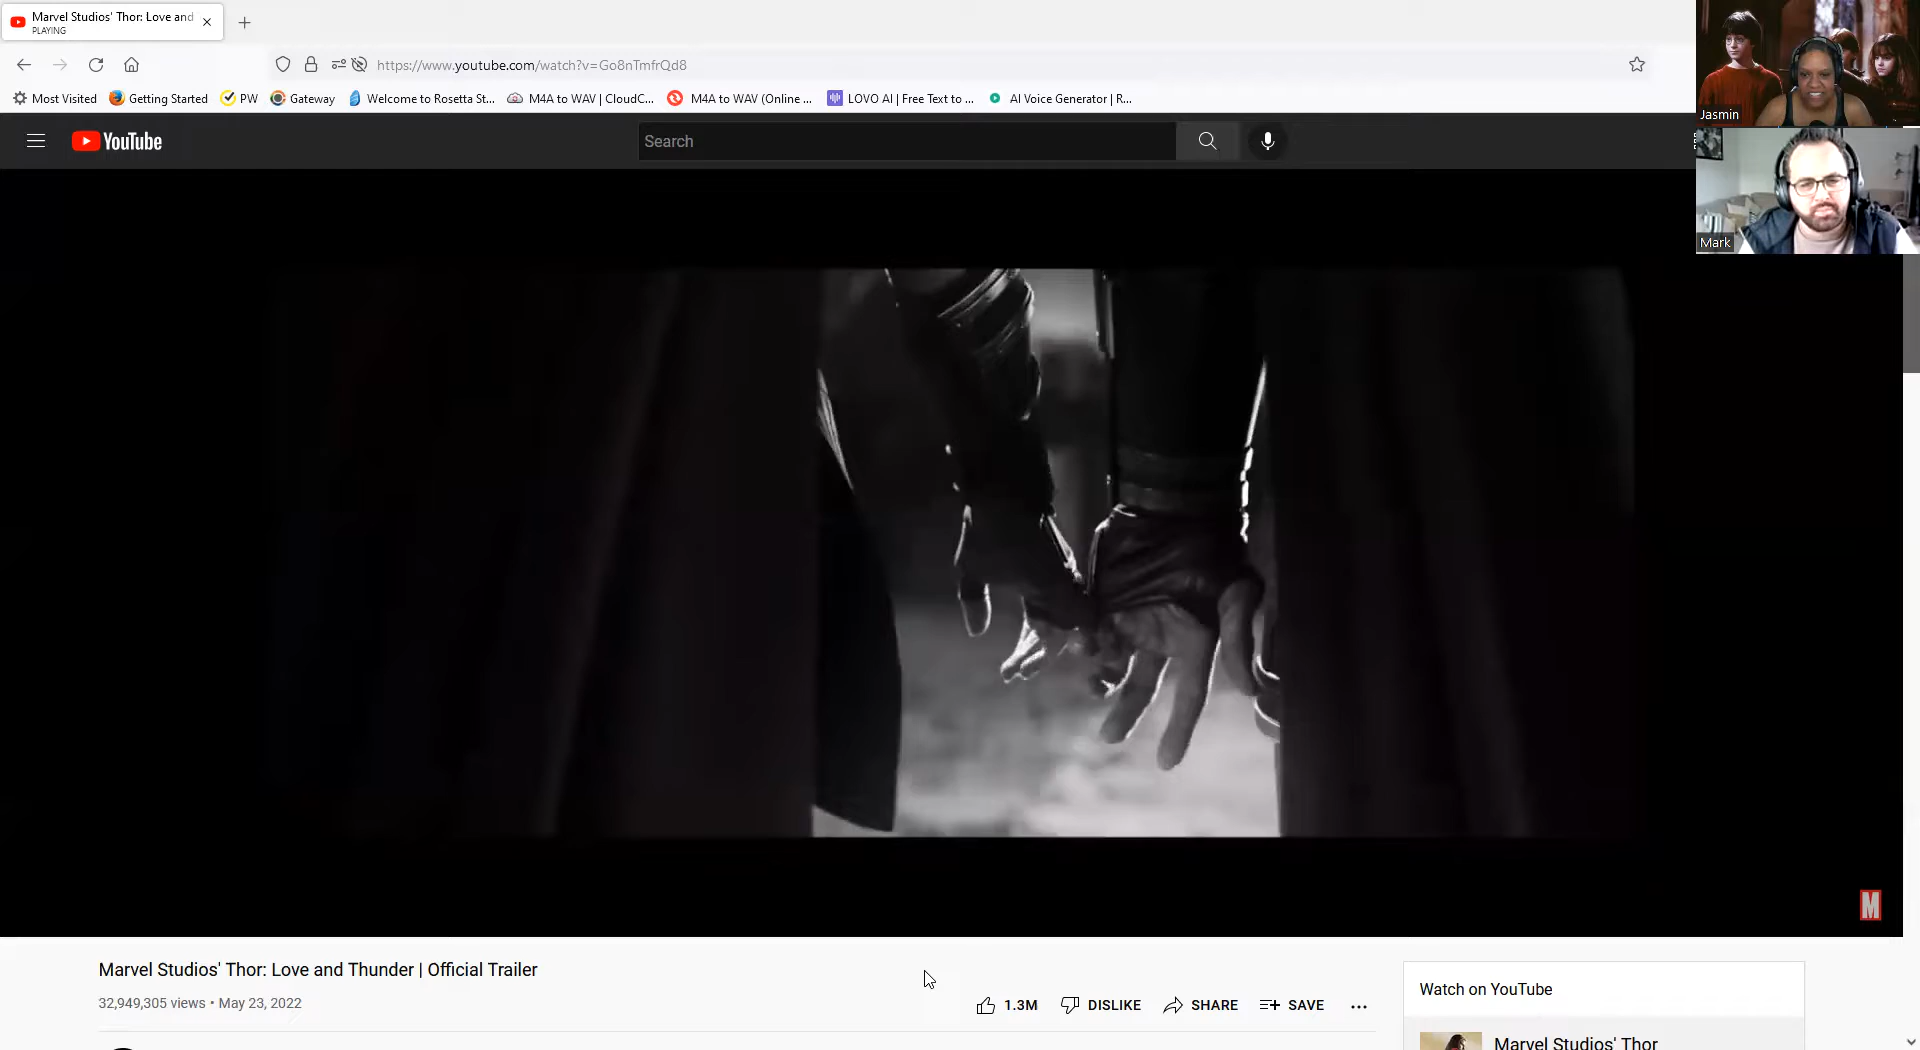 Marvel Studios' Thor: Love and
PLAYING
https://www.youtube.com/watch?v=Go8nTmfrQd8
Most Visited
Getting Started
PW
Gateway
Welcome to Rosetta St...
M4A to WAV | CloudC...
M4A to WAV (Online ...
LOVO AI | Free Text to ...
AI Voice Generator | R...
Jasmin
YouTube
Search
Mark
M
Marvel Studios' Thor: Love and Thunder | Official Trailer
32,949,305 views • May 23, 2022
1.3M
DISLIKE
SHARE
SAVE
Watch on YouTube
Marvel Studios' Thor